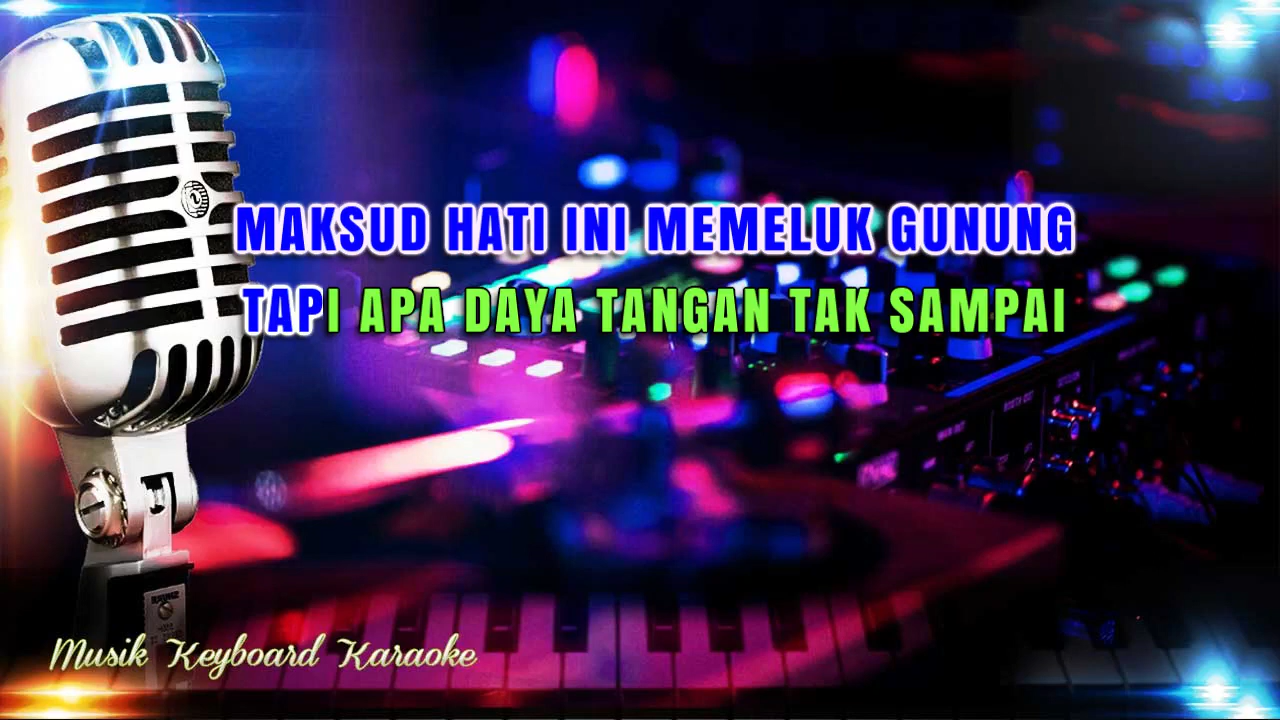 MAKSUD HATI INI MEMELUK GUNUNG
TAPI APA DAYA TANGAN TAK SAMPAI
Musik Keyboard Karaoke